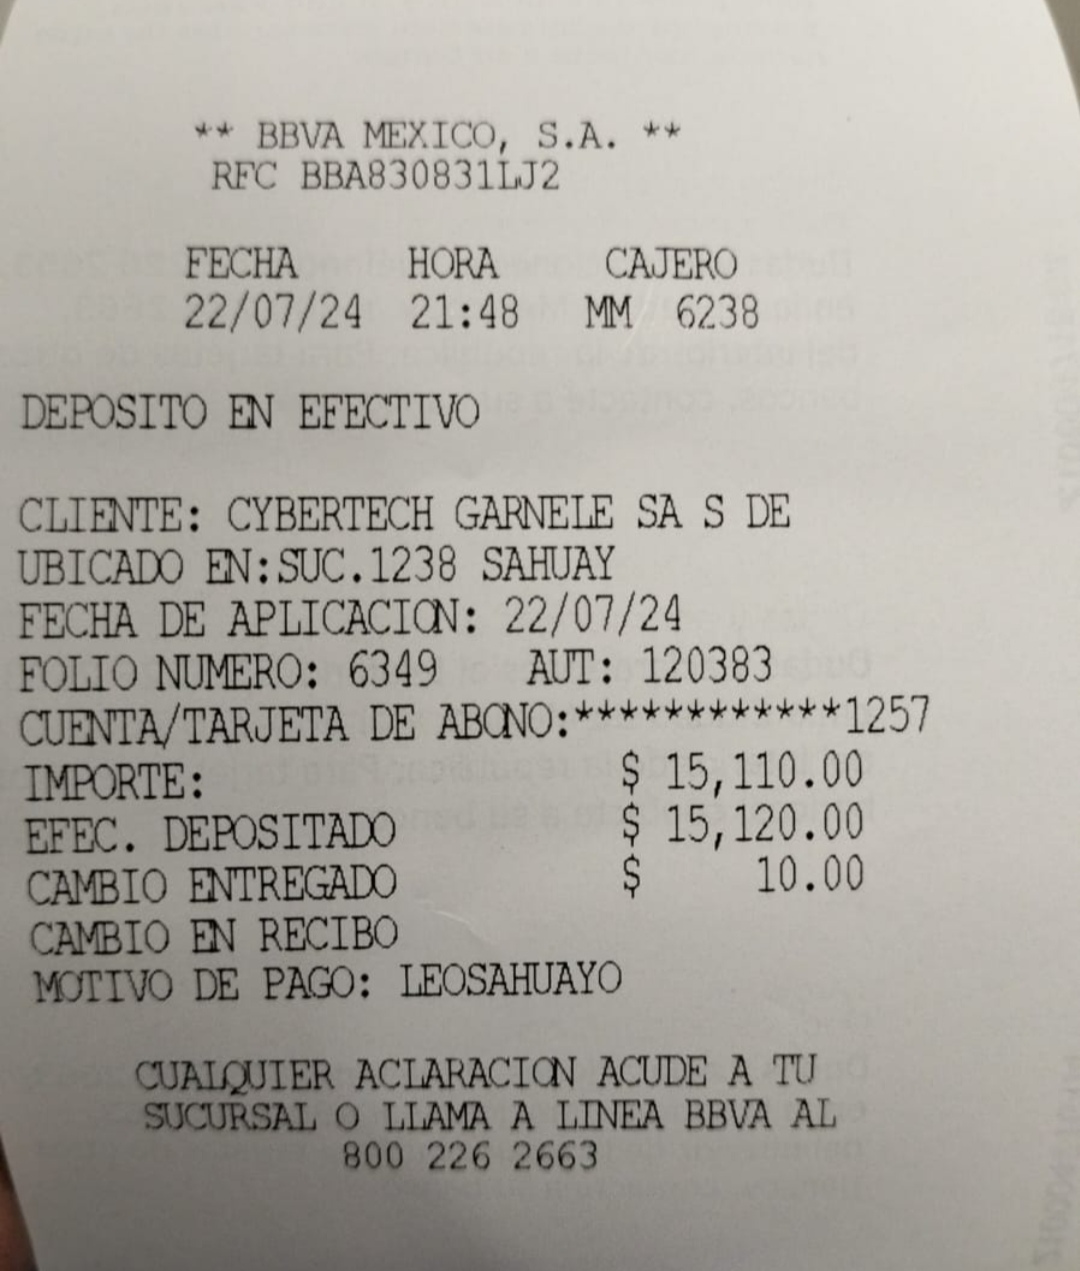 ** BBVA MEXICO, S.A. **
RFC BBA830831LJ2
FECHA HORA CAJERO
22/07/24 21:48 MM 6238
DEPOSITO EN EFECTIVO
CLIENTE: CYBERTECH GARNELE SA S DE
UBICADO EN:SUC.1238 SAHUAY
FECHA DE APLICACION: 22/07/24
FOLIO NUMERO: 6349 AUT: 120383
CUENTA/TARJETA DE ABONO:************1257
IMPORTE: $ 15,110.00
EFEC. DEPOSITADO $ 15,120.00
CAMBIO ENTREGADO $ 10.00
CAMBIO EN RECIBO
MOTIVO DE PAGO: LEOSAHUAYO
CUALQUIER ACLARACION ACUDE A TU
SUCURSAL O LLAMA A LINEA BBVA AL
800 226 2663